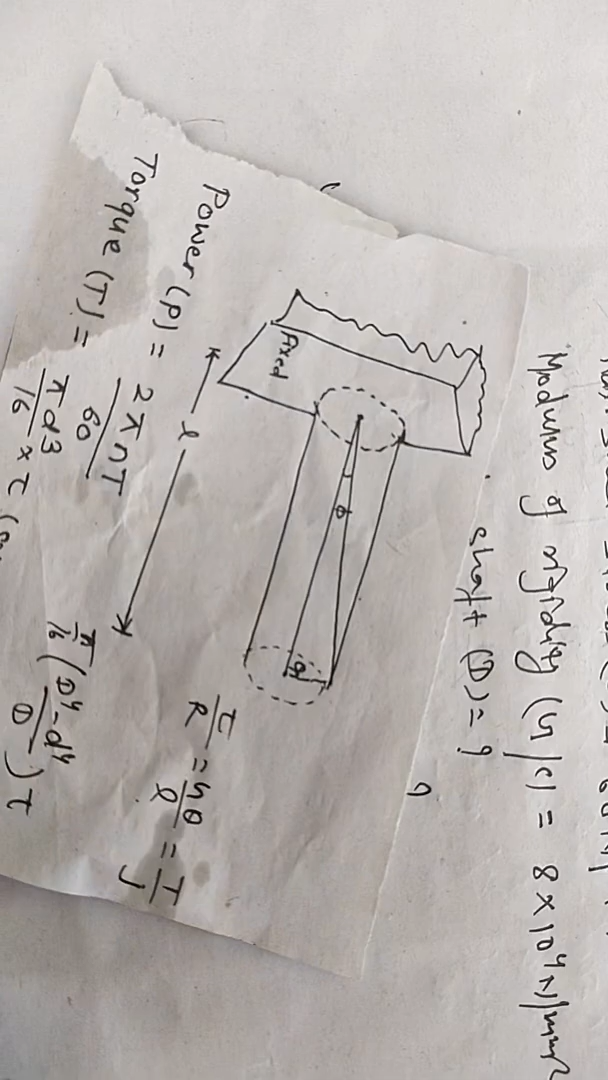 Modulus of rigidity (G/C) = 8 × 10⁴ N/mm²
shaft (D) = ?
Fixed
φ
θ
l
τ/R = Gθ/l = T/J
Power (P) = 2πnT/60
Torque (T) = πd3/16 × τ
π/16 (D⁴-d⁴/D) τ